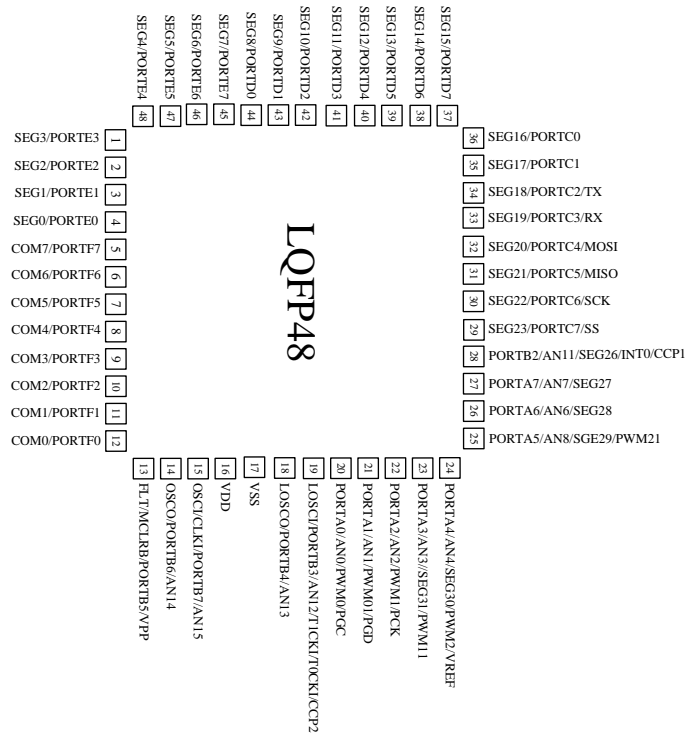 SEG4/PORTE4
SEG5/PORTE5
SEG6/PORTE6
SEG7/PORTE7
SEG8/PORTD0
SEG9/PORTD1
SEG10/PORTD2
SEG11/PORTD3
SEG12/PORTD4
SEG13/PORTD5
SEG14/PORTD6
SEG15/PORTD7
48
47
46
45
44
43
42
41
40
39
38
37
SEG3/PORTE3 1
SEG2/PORTE2 2
SEG1/PORTE1 3
SEG0/PORTE0 4
COM7/PORTF7 5
COM6/PORTF6 6
COM5/PORTF5 7
COM4/PORTF4 8
COM3/PORTF3 9
COM2/PORTF2 10
COM1/PORTF1 11
COM0/PORTF0 12
LQFP48
36 SEG16/PORTC0
35 SEG17/PORTC1
34 SEG18/PORTC2/TX
33 SEG19/PORTC3/RX
32 SEG20/PORTC4/MOSI
31 SEG21/PORTC5/MISO
30 SEG22/PORTC6/SCK
29 SEG23/PORTC7/SS
28 PORTB2/AN11/SEG26/INT0/CCP1
27 PORTA7/AN7/SEG27
26 PORTA6/AN6/SEG28
25 PORTA5/AN8/SGE29/PWM21
13 FLT/MCLRB/PORTB5/VPP
14 OSCO/PORTB6/AN14
15 OSCI/CLKI/PORTB7/AN15
16 VDD
17 VSS
18 LOSCO/PORTB4/AN13
19 LOSCI/PORTB3/AN12/T1CKI/T0CKI/CCP2
20 PORTA0/AN0/PWM0/PGC
21 PORTA1/AN1/PWM01/PGD
22 PORTA2/AN2/PWM1/PCK
23 PORTA3/AN3//SEG31/PWM11
24 PORTA4/AN4/SEG30/PWM2/VREF